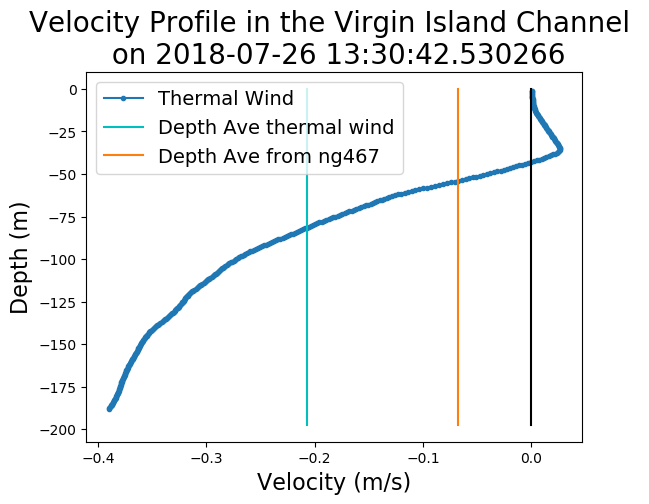 Velocity Profile in the Virgin Island Channel
on 2018-07-26 13:30:42.530266
Thermal Wind
Depth Ave thermal wind
Depth Ave from ng467
0
−25
−50
−75
−100
−125
−150
−175
−200
Depth (m)
−0.4 −0.3 −0.2 −0.1 0.0
Velocity (m/s)